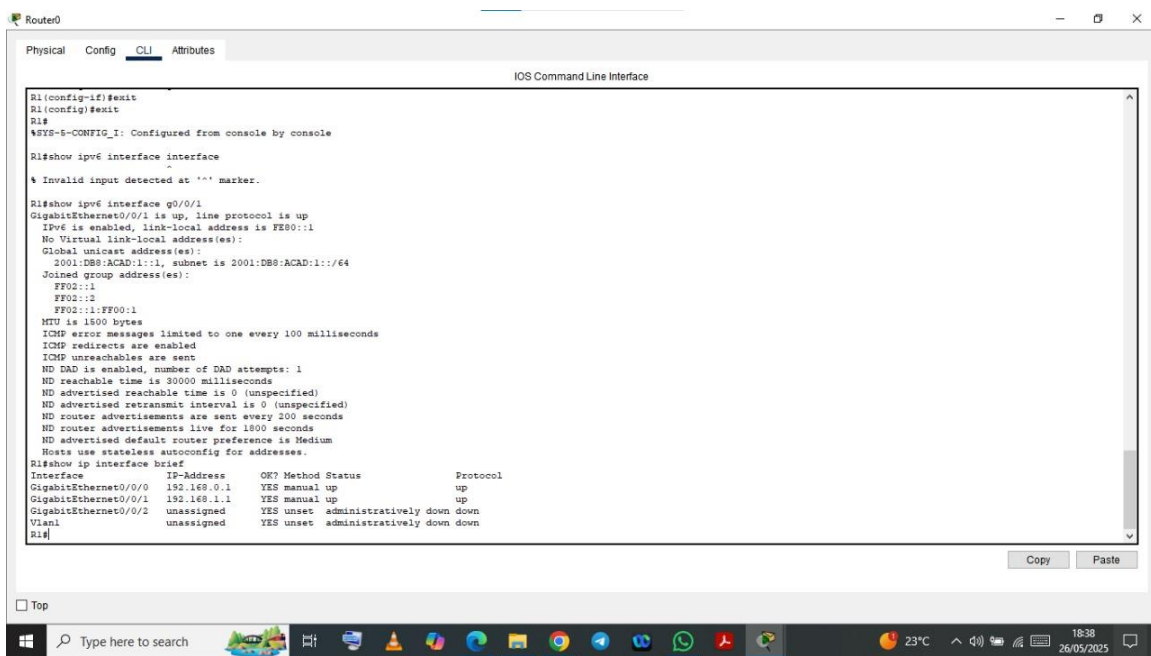 Router0
Physical Config CLI Attributes
IOS Command Line Interface
R1(config-if)#exit
R1(config)#exit
R1#
%SYS-5-CONFIG_I: Configured from console by console
R1#show ipv6 interface interface
^
% Invalid input detected at '^' marker.
R1#show ipv6 interface g0/0/1
GigabitEthernet0/0/1 is up, line protocol is up
IPv6 is enabled, link-local address is FE80::1
No Virtual link-local address(es):
Global unicast address(es):
2001:DB8:ACAD:1::1, subnet is 2001:DB8:ACAD:1::/64
Joined group address(es):
FF02::1
FF02::2
FF02::1:FF00:1
MTU is 1500 bytes
ICMP error messages limited to one every 100 milliseconds
ICMP redirects are enabled
ICMP unreachables are sent
ND DAD is enabled, number of DAD attempts: 1
ND reachable time is 30000 milliseconds
ND advertised reachable time is 0 (unspecified)
ND advertised retransmit interval is 0 (unspecified)
ND router advertisements are sent every 200 seconds
ND router advertisements live for 1800 seconds
ND advertised default router preference is Medium
Hosts use stateless autoconfig for addresses.
R1#show ip interface brief
Interface IP-Address OK? Method Status Protocol
GigabitEthernet0/0/0 192.168.0.1 YES manual up up
GigabitEthernet0/0/1 192.168.1.1 YES manual up up
GigabitEthernet0/0/2 unassigned YES unset administratively down down
Vlan1 unassigned YES unset administratively down down
R1#
Copy Paste
Top
Type here to search 23°C 18:38
26/05/2025